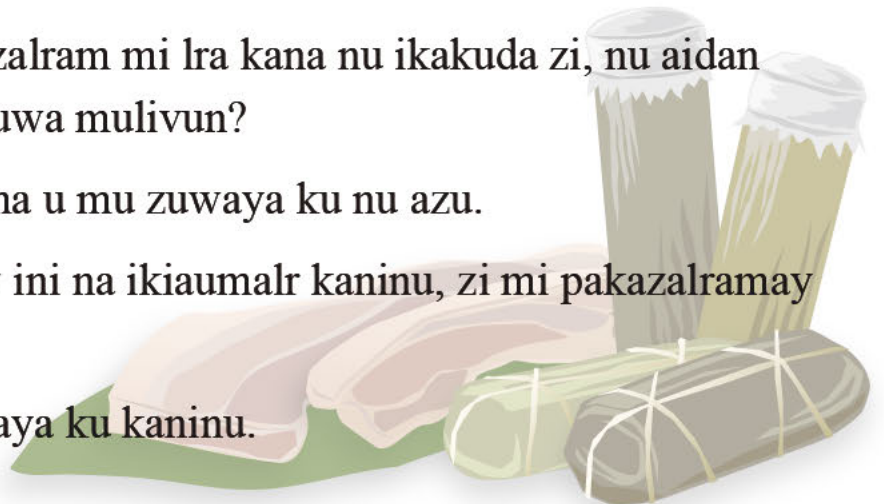 zalram mi lra kana nu ikakuda zi, nu aidan
uwa mulivun?
na u mu zuwaya ku nu azu.
ini na ikiaumalr kaninu, zi mi pakazalramay
aya ku kaninu.